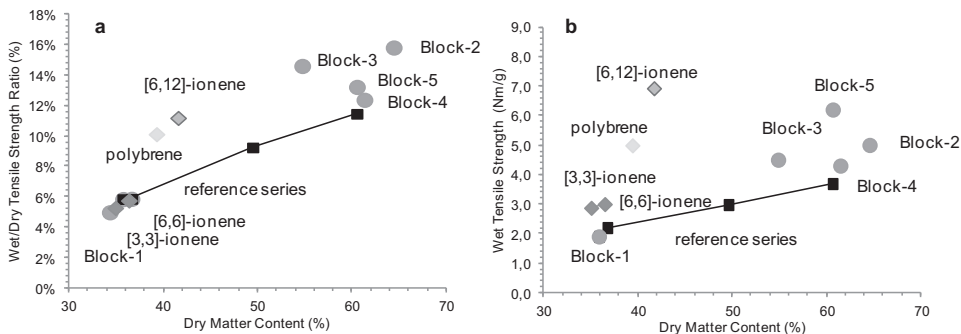 a
Wet/Dry Tensile Strength Ratio (%)
18%
16%
14%
12%
10%
8%
6%
4%
2%
0%
30
40
50
60
70
Dry Matter Content (%)
Block-2
Block-3
Block-5
Block-4
[6,12]-ionene
polybrene
reference series
[6,6]-ionene
[3,3]-ionene
Block-1
b
Wet Tensile Strength (Nm/g)
9,0
8,0
7,0
6,0
5,0
4,0
3,0
2,0
1,0
0,0
30
40
50
60
70
Dry Matter Content (%)
[6,12]-ionene
Block-5
polybrene
Block-3
Block-2
[3,3]-ionene
Block-4
[6,6]-ionene
reference series
Block-1